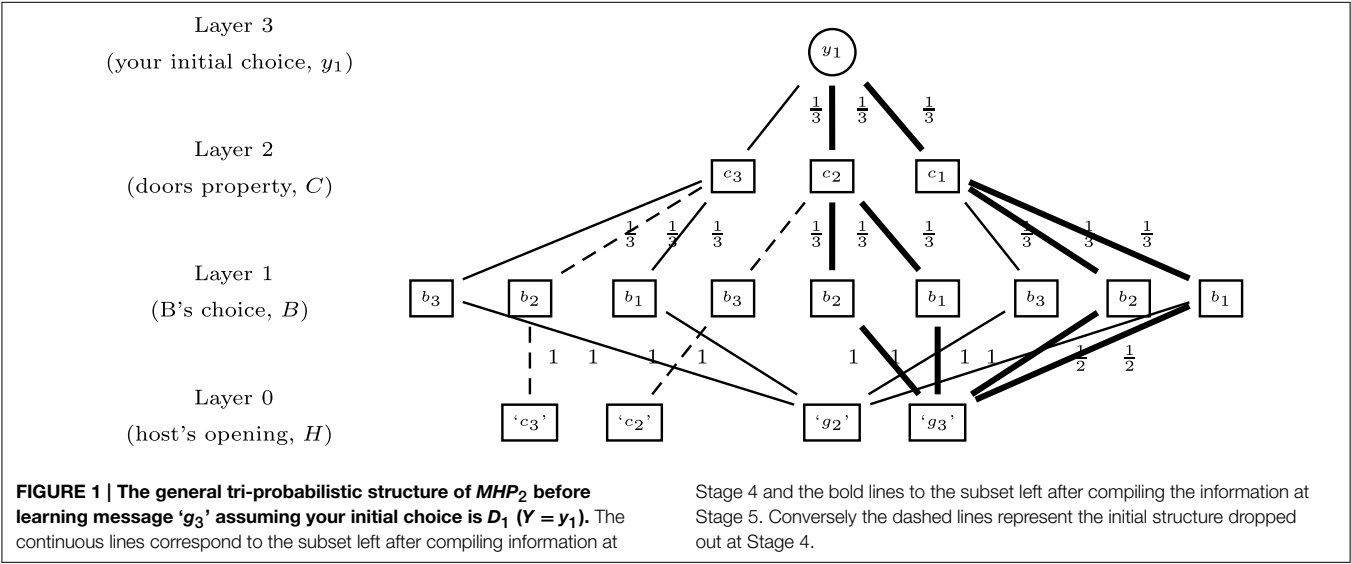 Layer 3
(your initial choice, y₁)
y₁
1/3 1/3 1/3
Layer 2
(doors property, C)
c₃ c₂ c₁
1/3 1/3 1/3 1/3 1/3 1/3 1/3 1/3 1/3
Layer 1
(B's choice, B)
b₃ b₂ b₁ b₃ b₂ b₁ b₃ b₂ b₁
1 1 1 1 1 1 1 1 1/2 1/2
Layer 0
(host's opening, H)
‘c₃’ ‘c₂’ ‘g₂’ ‘g₃’
FIGURE 1 | The general tri-probabilistic structure of MHP₂ before
learning message ‘g₃’ assuming your initial choice is D₁ (Y = y₁). The
continuous lines correspond to the subset left after compiling information at
Stage 4 and the bold lines to the subset left after compiling the information at
Stage 5. Conversely the dashed lines represent the initial structure dropped
out at Stage 4.